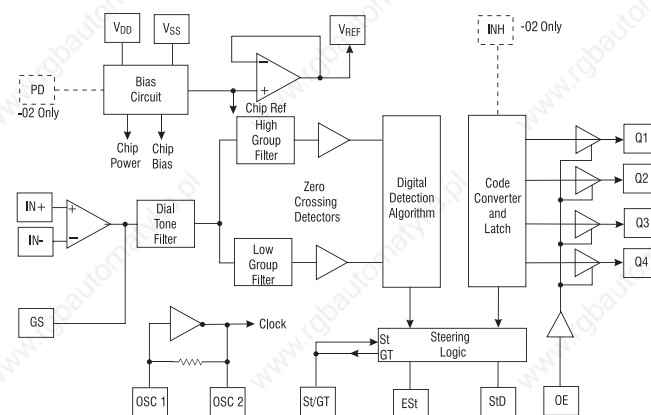 VDD
VSS
VREF
INH
-02 Only
PD
-02 Only
Bias
Circuit
Chip Ref
Chip
Power
Chip
Bias
High
Group
Filter
Q1
Q2
Q3
Q4
IN+
IN-
Dial
Tone
Filter
Zero
Crossing
Detectors
Digital
Detection
Algorithm
Code
Converter
and
Latch
Low
Group
Filter
GS
Clock
St
GT
Steering
Logic
OSC 1
OSC 2
St/GT
ESt
StD
OE
www.rgbautomatyka.pl